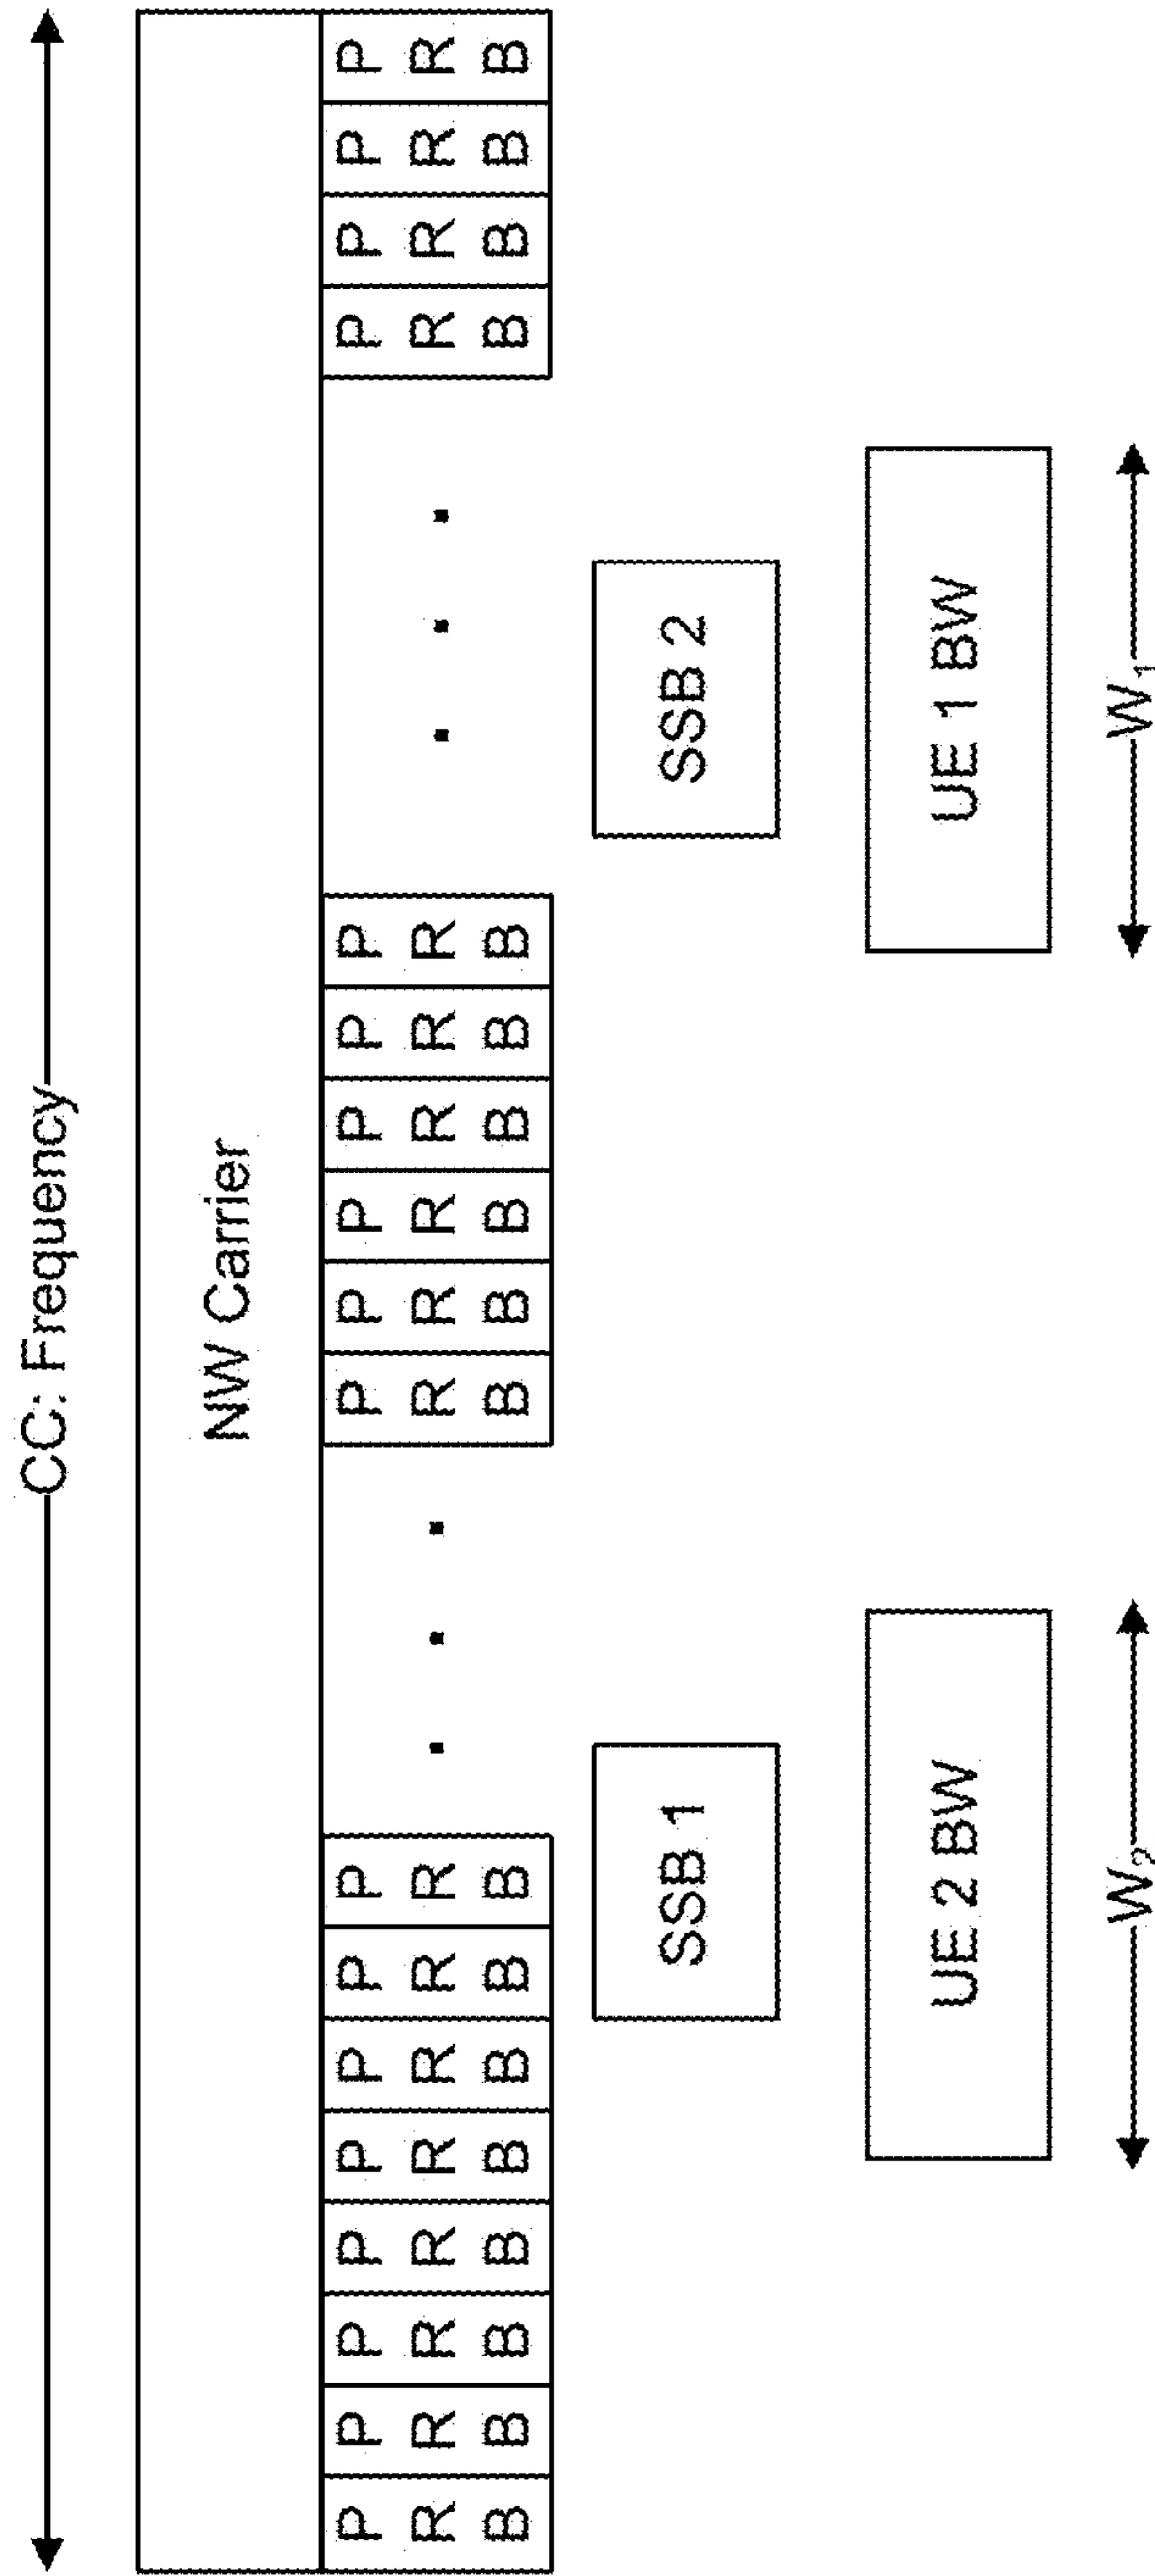 CC: Frequency
NW Carrier
PRB
PRB
PRB
PRB
PRB
PRB
PRB
PRB
. . .
PRB
PRB
PRB
PRB
PRB
PRB
. . .
PRB
PRB
PRB
PRB
SSB 1
SSB 2
UE 2 BW
UE 1 BW
W₂
W₁